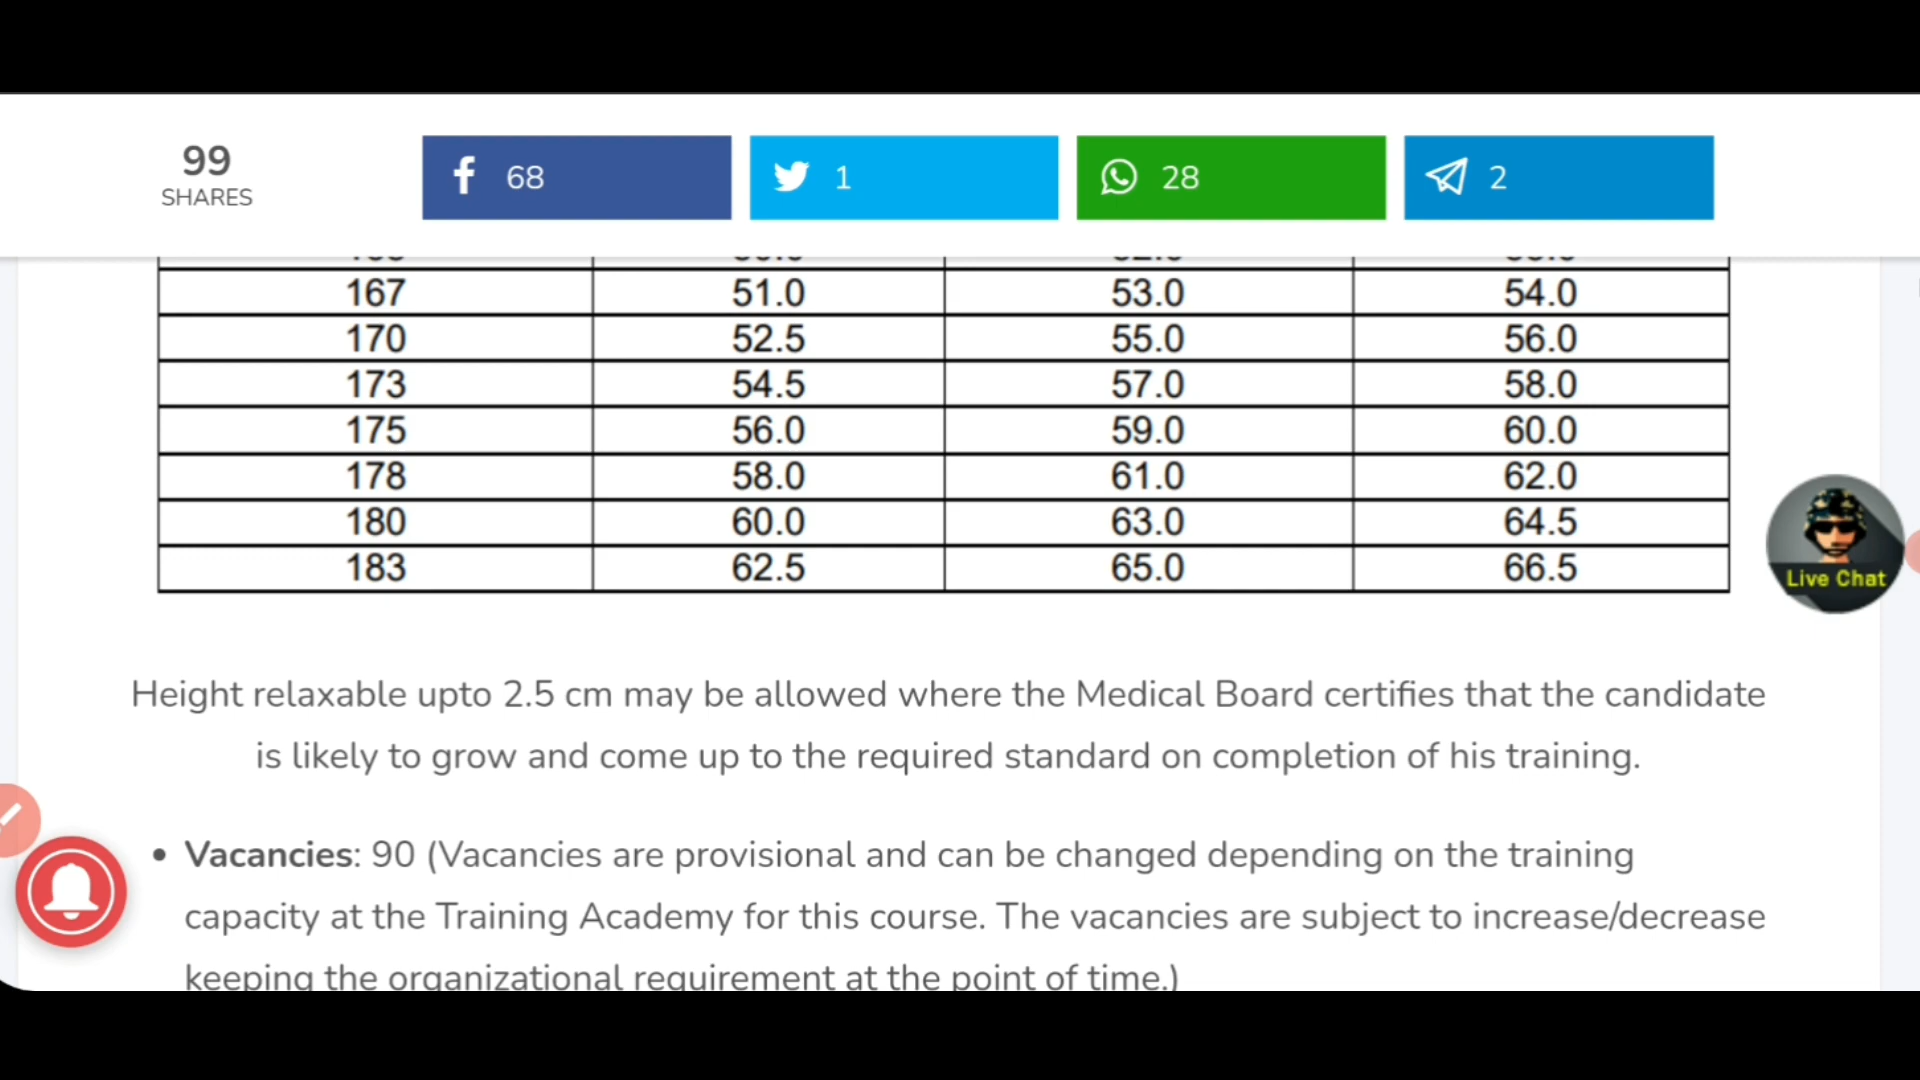 99
SHARES
68
1
28
2
167 51.0 53.0 54.0
170 52.5 55.0 56.0
173 54.5 57.0 58.0
175 56.0 59.0 60.0
178 58.0 61.0 62.0
180 60.0 63.0 64.5
183 62.5 65.0 66.5
Live Chat
Height relaxable upto 2.5 cm may be allowed where the Medical Board certifies that the candidate
is likely to grow and come up to the required standard on completion of his training.
• Vacancies: 90 (Vacancies are provisional and can be changed depending on the training
capacity at the Training Academy for this course. The vacancies are subject to increase/decrease
keeping the organizational requirement at the point of time.)